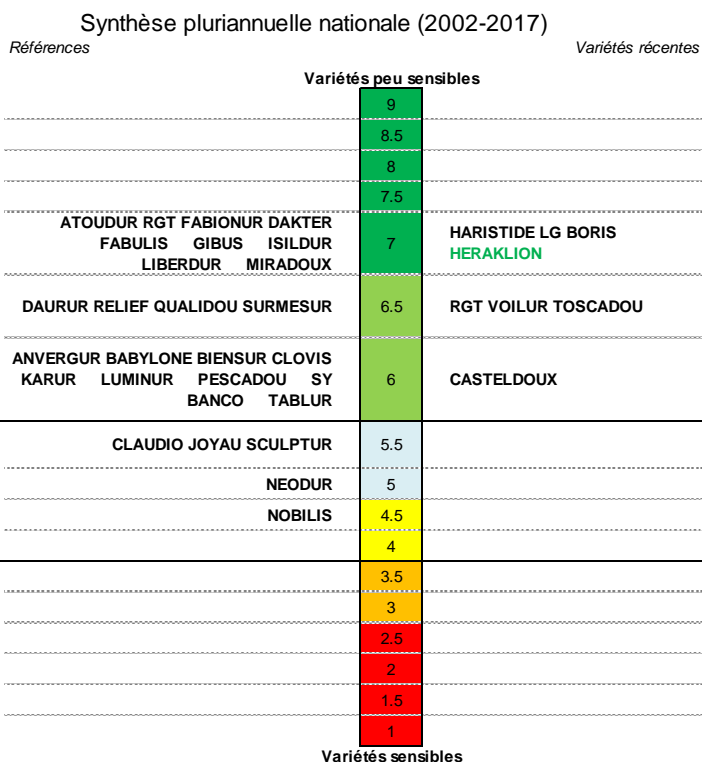 Synthèse pluriannuelle nationale (2002-2017)
Références
Variétés récentes
Variétés peu sensibles
9
8.5
8
7.5
ATOUDUR RGT FABIONUR DAKTER
FABULIS GIBUS ISILDUR
LIBERDUR MIRADOUX
7
HARISTIDE LG BORIS
HERAKLION
DAURUR RELIEF QUALIDOU SURMESUR
6.5
RGT VOILUR TOSCADOU
ANVERGUR BABYLONE BIENSUR CLOVIS
KARUR LUMINUR PESCADOU SY
BANCO TABLUR
6
CASTELDOUX
CLAUDIO JOYAU SCULPTUR
5.5
NEODUR
5
NOBILIS
4.5
4
3.5
3
2.5
2
1.5
1
Variétés sensibles